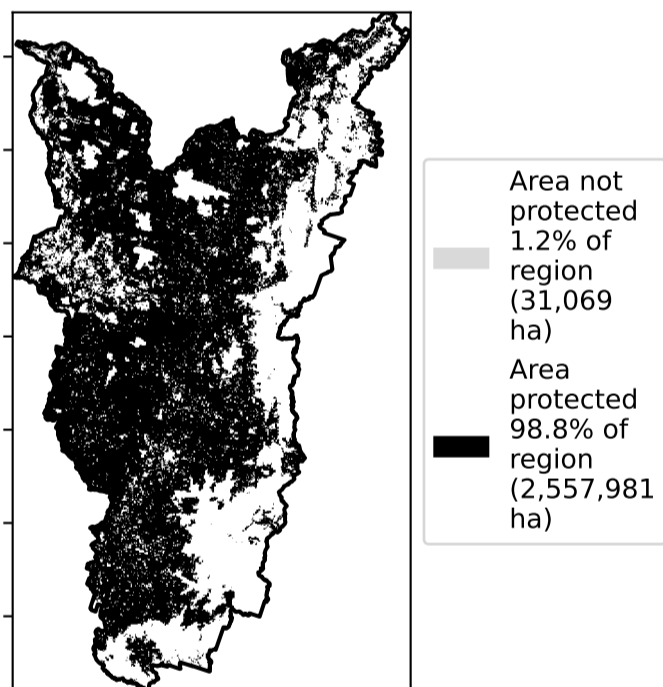 Area not
protected
1.2% of
region
(31,069
ha)
Area
protected
98.8% of
region
(2,557,981
ha)